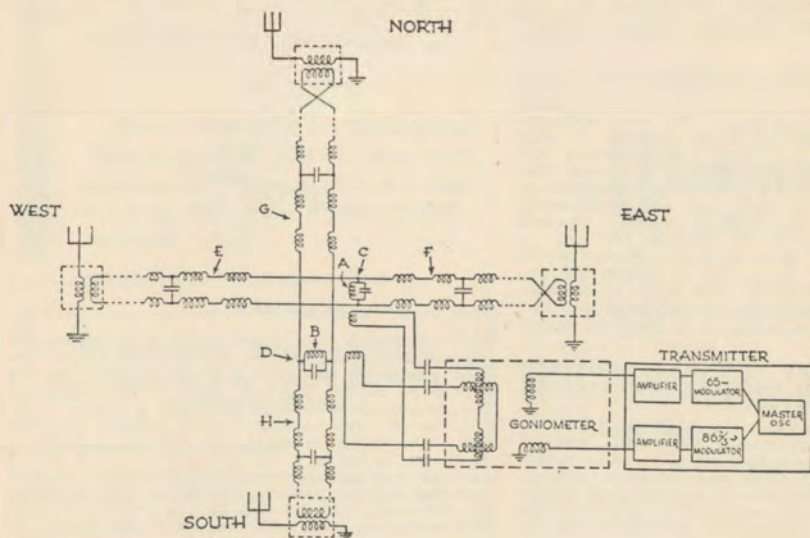 NORTH
WEST
G
EAST
E
C
F
A
B
D
TRANSMITTER
AMPLIFIER
65~
MODULATOR
H
GONIOMETER
MASTER
OSC
AMPLIFIER
86⅔~
MODULATOR
SOUTH